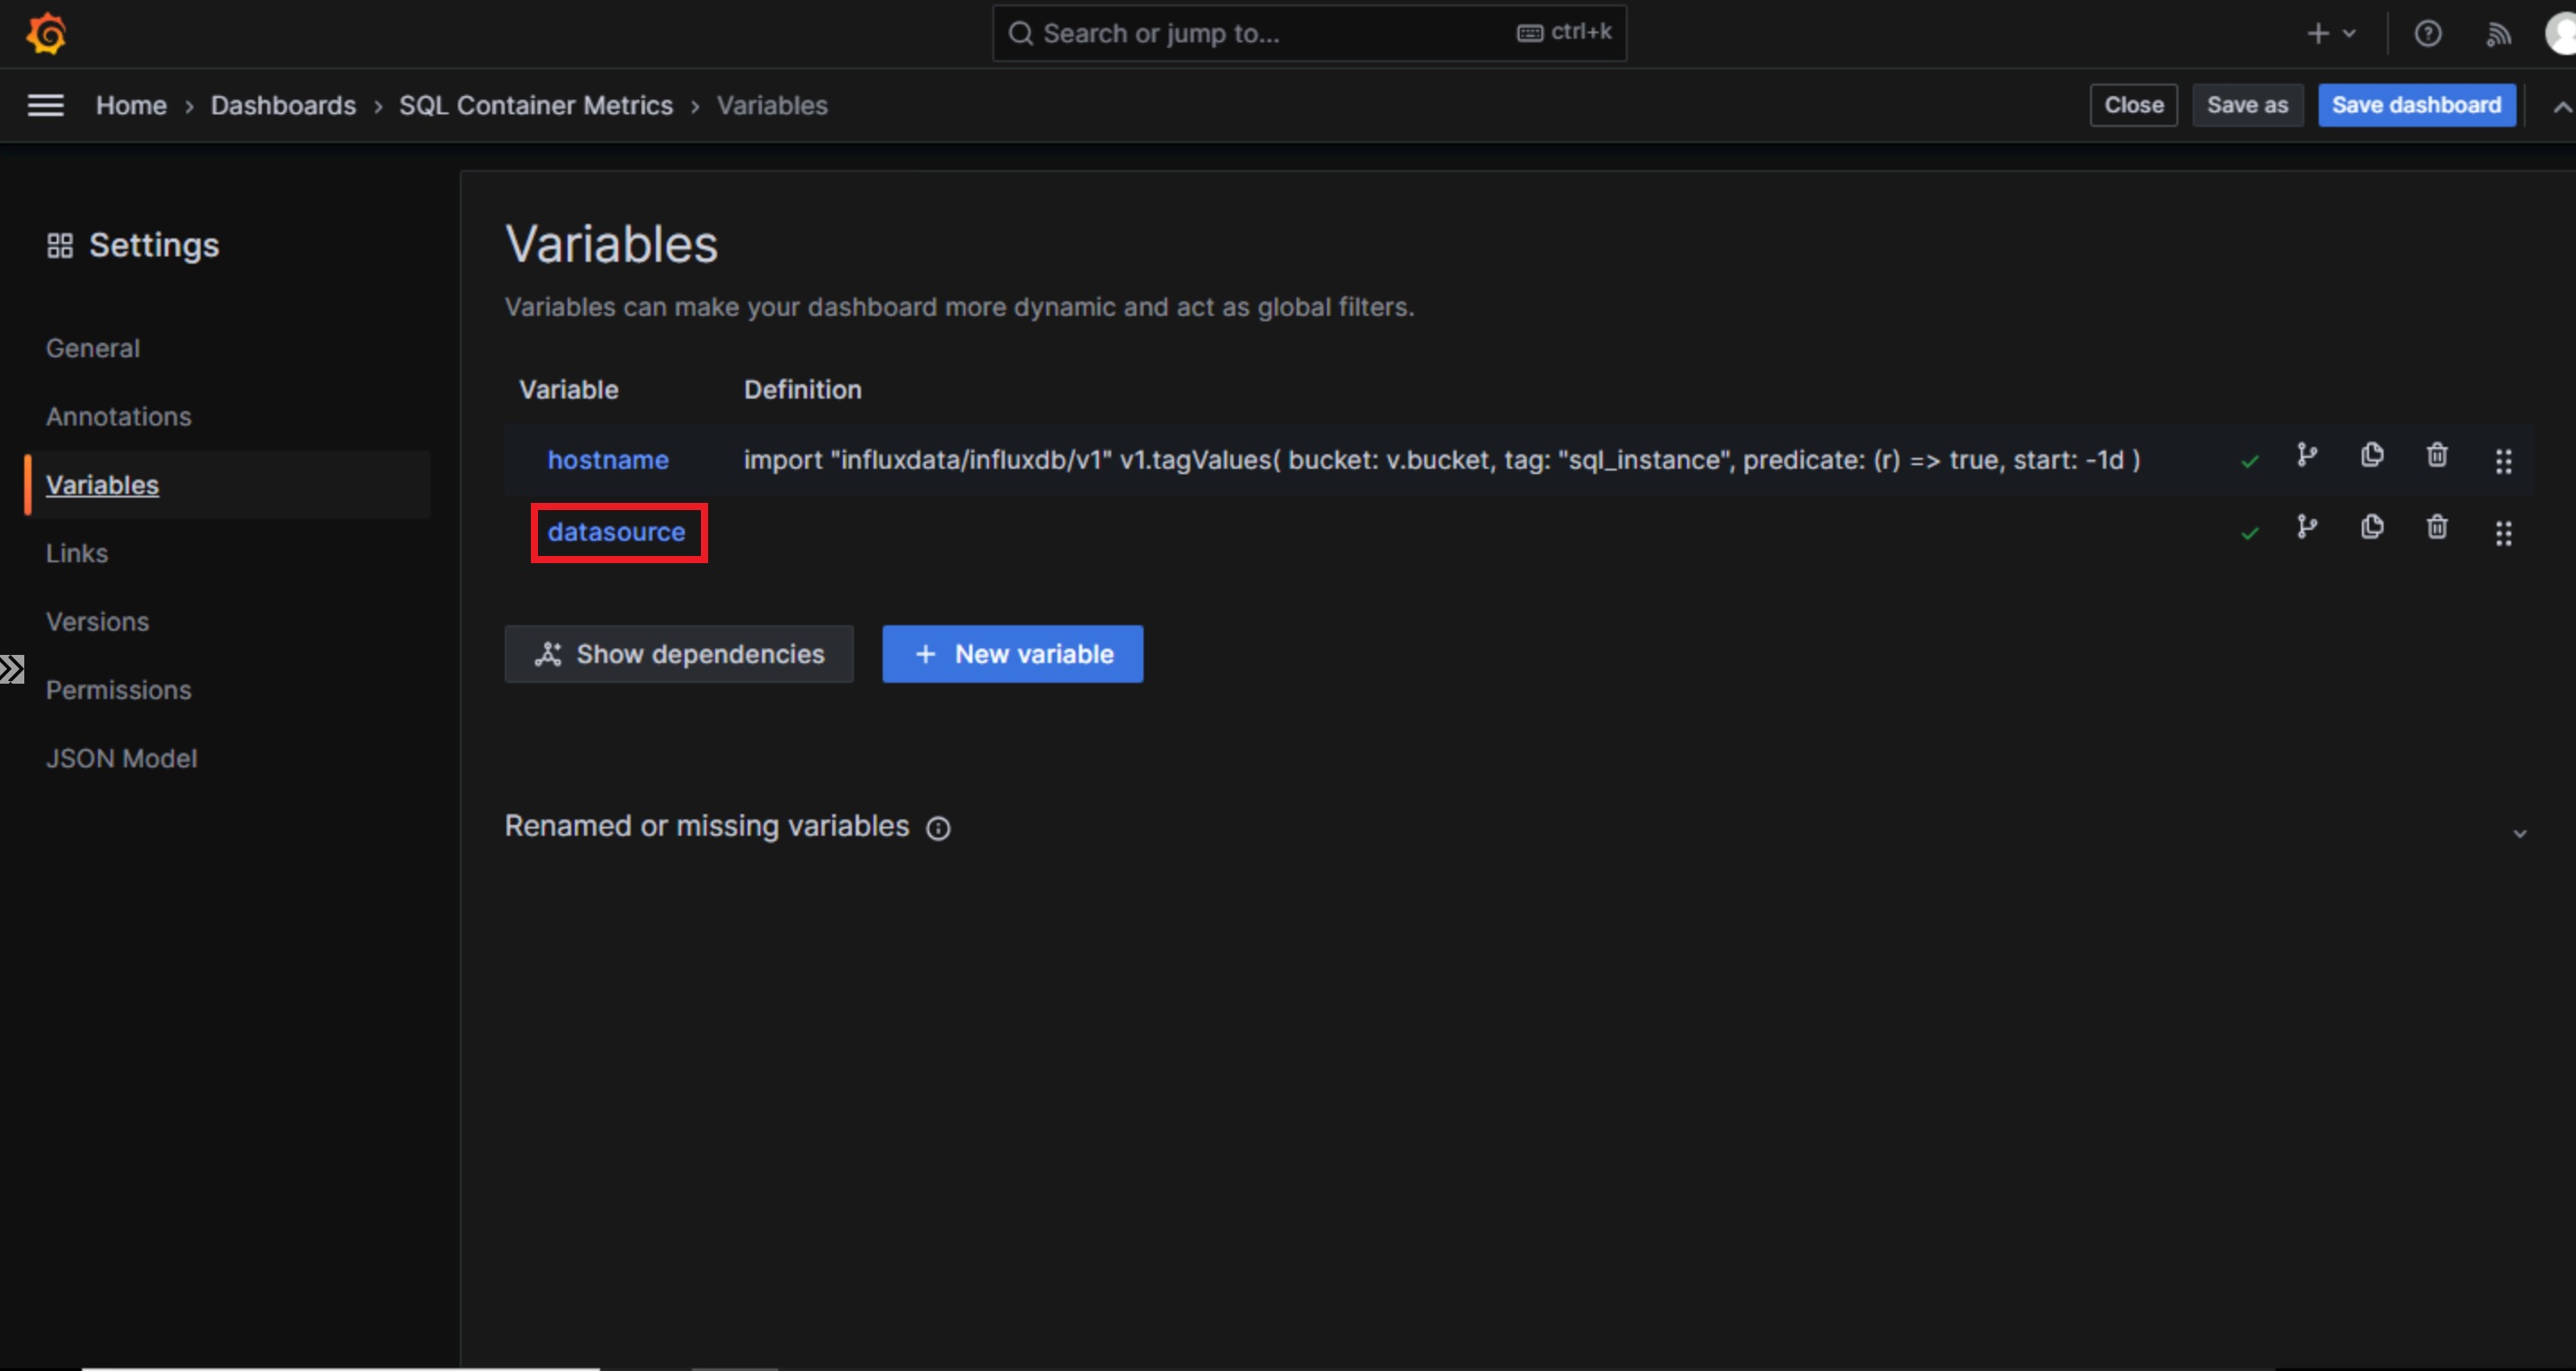 Search or jump to...
ctrl+k
Home › Dashboards › SQL Container Metrics › Variables
Close
Save as
Save dashboard
Settings
General
Annotations
Variables
Links
Versions
Permissions
JSON Model
Variables
Variables can make your dashboard more dynamic and act as global filters.
Variable Definition
hostname import "influxdata/influxdb/v1" v1.tagValues( bucket: v.bucket, tag: "sql_instance", predicate: (r) => true, start: -1d )
datasource
Show dependencies
+ New variable
Renamed or missing variables